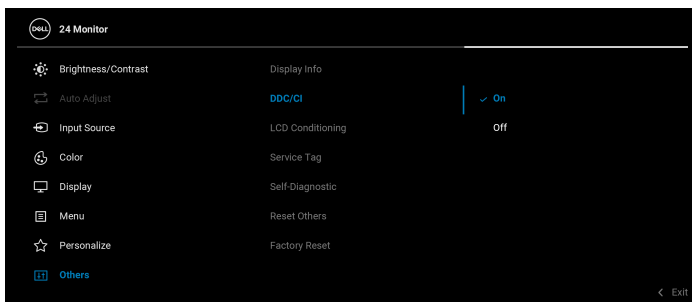 DELL 24 Monitor
Brightness/Contrast Display Info
Auto Adjust DDC/CI On
Input Source LCD Conditioning Off
Color Service Tag
Display Self-Diagnostic
Menu Reset Others
Personalize Factory Reset
Others
Exit